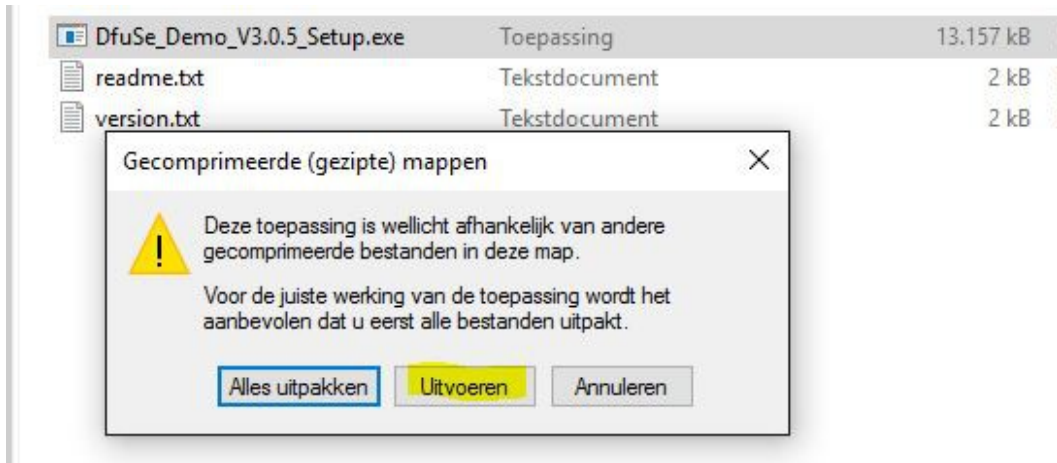 DfuSe_Demo_V3.0.5_Setup.exe Toepassing 13.157 kB
readme.txt Tekstdocument 2 kB
version.txt Tekstdocument 2 kB
Gecomprimeerde (gezipte) mappen
Deze toepassing is wellicht afhankelijk van andere
gecomprimeerde bestanden in deze map.
Voor de juiste werking van de toepassing wordt het
aanbevolen dat u eerst alle bestanden uitpakt.
Alles uitpakken Uitvoeren Annuleren